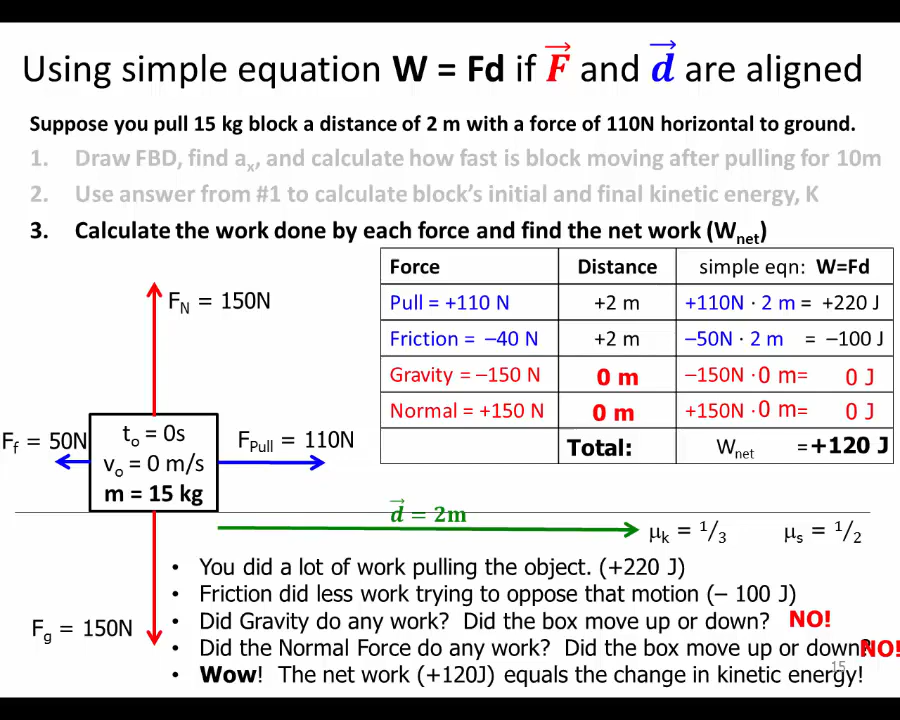 Using simple equation W = Fd if F⃗ and d⃗ are aligned
Suppose you pull 15 kg block a distance of 2 m with a force of 110N horizontal to ground.
1. Draw FBD, find aₓ, and calculate how fast is block moving after pulling for 10m
2. Use answer from #1 to calculate block's initial and final kinetic energy, K
3. Calculate the work done by each force and find the net work (Wnet)
Force Distance simple eqn: W=Fd
Pull = +110 N +2 m +110N · 2 m = +220 J
Friction = –40 N +2 m –50N · 2 m = –100 J
Gravity = –150 N 0 m –150N · 0 m= 0 J
Normal = +150 N 0 m +150N · 0 m= 0 J
Total: Wnet =+120 J
FN = 150N
Ff = 50N
to = 0s
vo = 0 m/s
m = 15 kg
FPull = 110N
d⃗ = 2m
μk = 1/3 μs = 1/2
Fg = 150N
• You did a lot of work pulling the object. (+220 J)
• Friction did less work trying to oppose that motion (– 100 J)
• Did Gravity do any work? Did the box move up or down? NO!
• Did the Normal Force do any work? Did the box move up or down? NO!
• Wow! The net work (+120J) equals the change in kinetic energy!
15